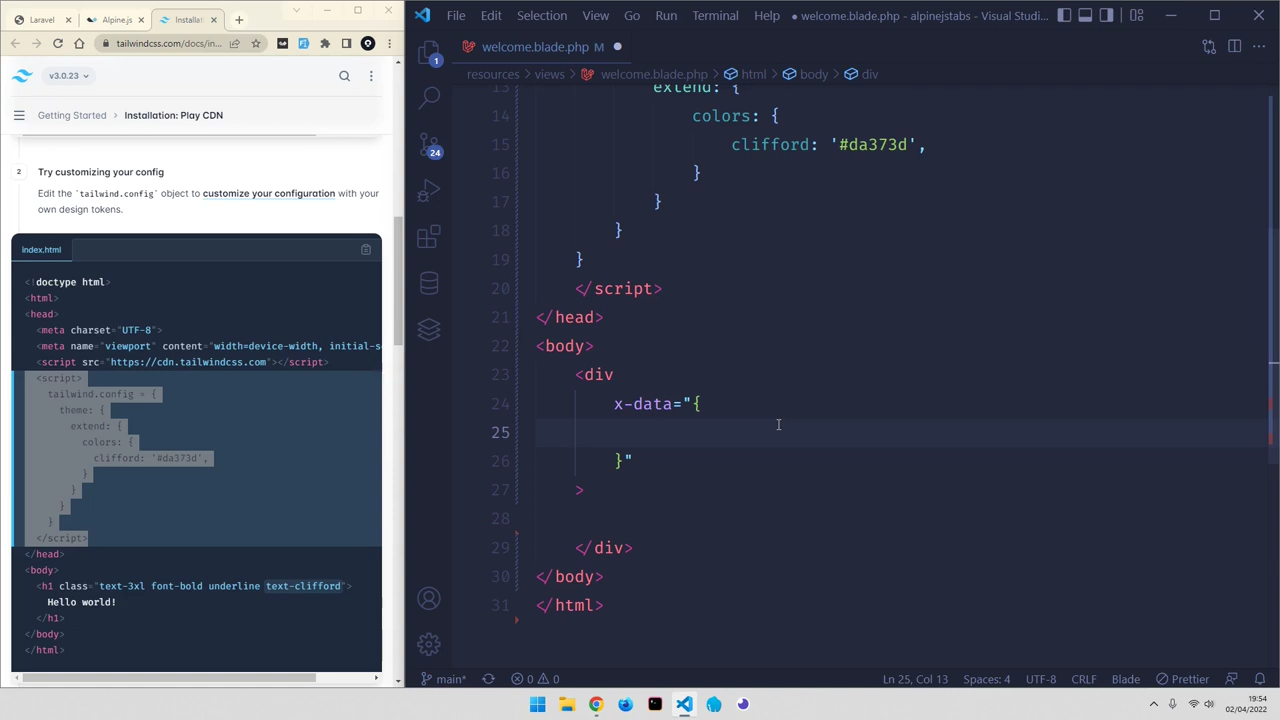 Laravel
Alpine.js
Installa
File Edit Selection View Go Run Terminal Help
welcome.blade.php - alpinejstabs - Visual Studi...
tailwindcss.com/docs/in...
welcome.blade.php M
resources > views > welcome.blade.php > html > body > div
v3.0.23
Getting Started > Installation: Play CDN
2 Try customizing your config
Edit the `tailwind.config` object to customize your configuration with your
own design tokens.
index.html
<!doctype html>
<html>
<head>
<meta charset="UTF-8">
<meta name="viewport" content="width=device-width, initial-s
<script src="https://cdn.tailwindcss.com"></script>
<script>
tailwind.config = {
theme: {
extend: {
colors: {
clifford: '#da373d',
}
}
}
}
</script>
</head>
<body>
<h1 class="text-3xl font-bold underline text-clifford">
Hello world!
</h1>
</body>
</html>
13 extend: {
14 colors: {
15 clifford: '#da373d',
16 }
17 }
18 }
19 }
20 </script>
21 </head>
22 <body>
23 <div
24 x-data="{
25
26 }"
27 >
28
29 </div>
30 </body>
31 </html>
1
24
main* 0 0 Ln 25, Col 13 Spaces: 4 UTF-8 CRLF Blade Prettier
19:54
02/04/2022